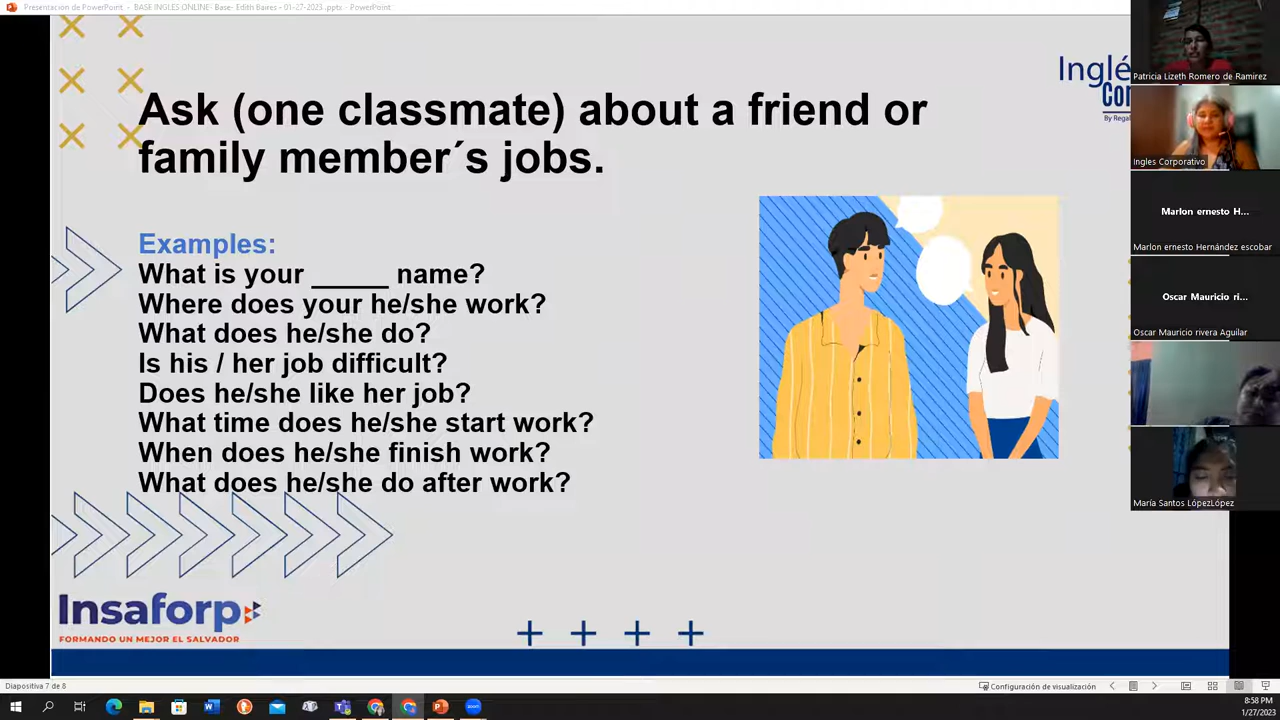 Presentación de PowerPoint - BASE INGLES ONLINE- Base- Edith Baires - 01-27-2023 .pptx - PowerPoint
Inglé
Cor
By Regal
Ask (one classmate) about a friend or
family member´s jobs.
Examples:
What is your _____ name?
Where does your he/she work?
What does he/she do?
Is his / her job difficult?
Does he/she like her job?
What time does he/she start work?
When does he/she finish work?
What does he/she do after work?
Insaforp
FORMANDO UN MEJOR EL SALVADOR
Patricia Lizeth Romero de Ramirez
Ingles Corporativo
Marlon ernesto H...
Marlon ernesto Hernández escobar
Oscar Mauricio ri...
Oscar Mauricio rivera Aguilar
María Santos LópezLópez
Diapositiva 7 de 8
Configuración de visualización
8:58 PM
1/27/2023